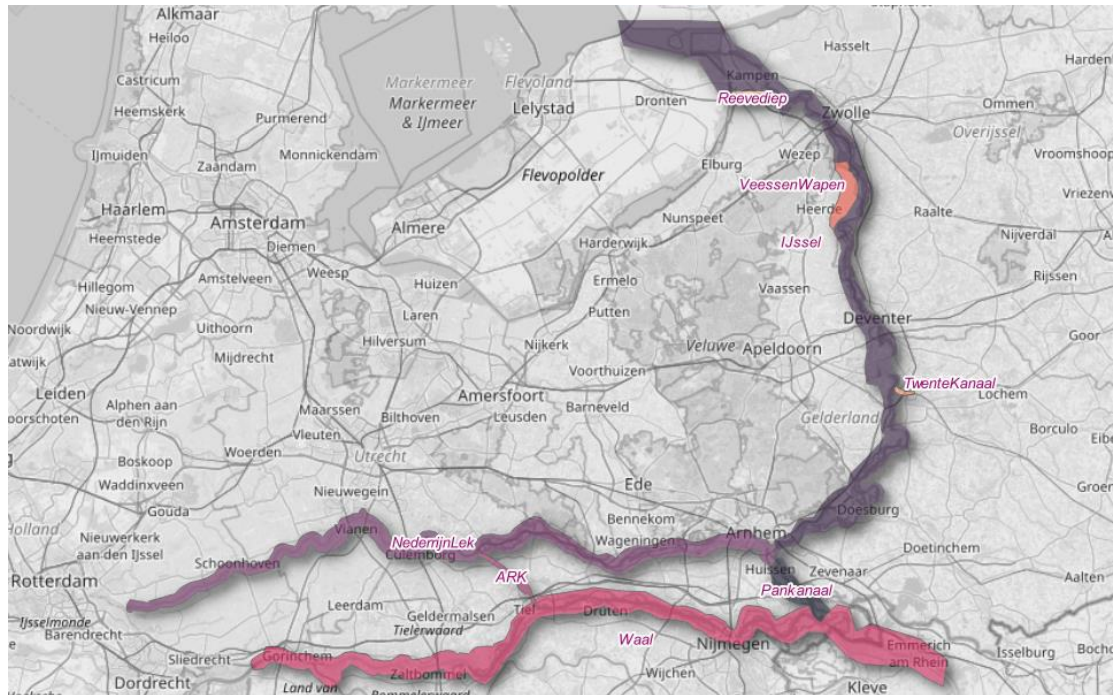 Alkmaar
Heiloo
Hasselt
Castricum
Markermeer
Flevoland
Kampen
Heemskerk
Markermeer
& IJmeer
Lelystad
Dronten
Reevediep
Ommen
Purmerend
Zwolle
Overijssel
IJmuiden
Zaandam
Monnickendam
Elburg
Wezep
Vroomshoop
Flevopolder
VeessenWapen
Haarlem
Amsterdam
Almere
Nunspeet
Heerde
Raalte
Heemstede
Diemen
Harderwijk
IJssel
Nijverdal
Amstelveen
Weesp
Huizen
Ermelo
Vaassen
Rijssen
Hillegom
Nieuw-Vennep
Laren
Putten
Noordwijk
Uithoorn
Deventer
Hilversum
Nijkerk
Veluwe
Apeldoorn
Goor
Mijdrecht
Voorthuizen
Leiden
Amersfoort
TwenteKanaal
Alphen aan
den Rijn
Maarssen
Bilthoven
Leusden
Barneveld
Gelderland
Lochem
Vleuten
Borculo
Boskoop
Woerden
Utrecht
Waddinxveen
Ede
Nieuwegein
Gouda
Doesburg
Holland
Nieuwerkerk
aan den IJssel
Vianen
Bennekom
Arnhem
NederrijnLek
Wageningen
Culemborg
Doetinchem
Schoonhoven
Huissen
Zevenaar
Rotterdam
ARK
Aalten
Pankanaal
IJsselmonde
Leerdam
Geldermalsen
Tiel
Druten
Barendrecht
Tielerwaard
Waal
Nijmegen
Emmerich
am Rhein
Isselburg
Sliedrecht
Gorinchem
Zaltbommel
Wijchen
Dordrecht
Land van
Kleve